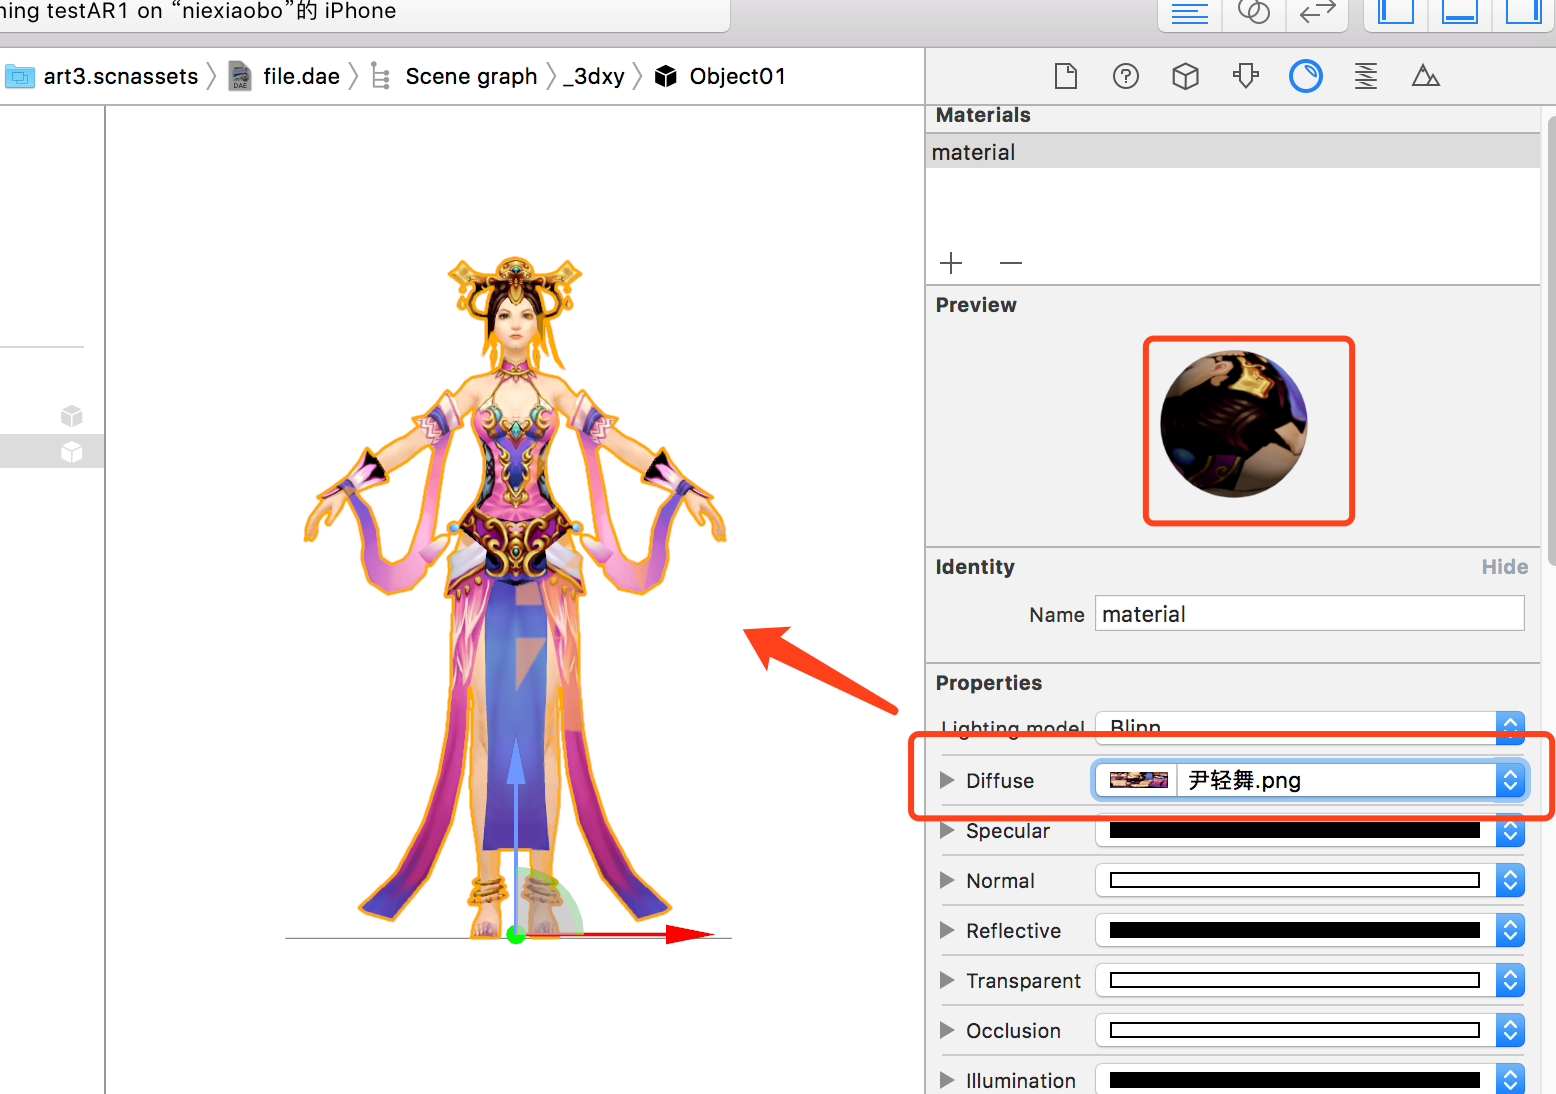 ning testAR1 on “niexiaobo”的 iPhone
art3.scnassets file.dae Scene graph _3dxy Object01
DAE
Materials
material
Preview
Identity Hide
Name material
Properties
Lighting model Blinn
Diffuse 尹轻舞.png
Specular
Normal
Reflective
Transparent
Occlusion
Illumination